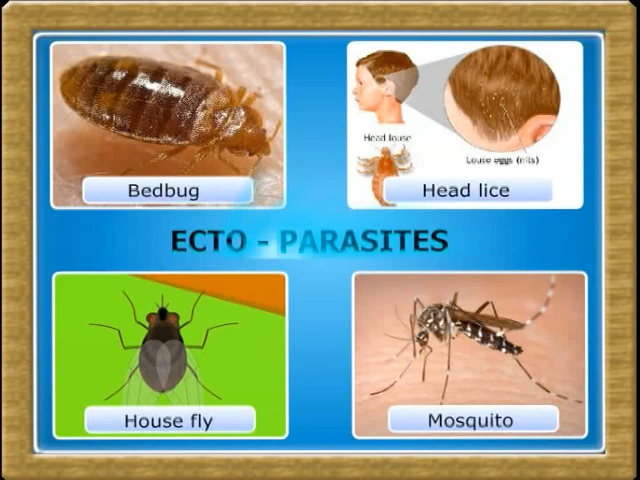 Head louse
Louse eggs (nits)
Bedbug
Head lice
ECTO - PARASITES
House fly
Mosquito